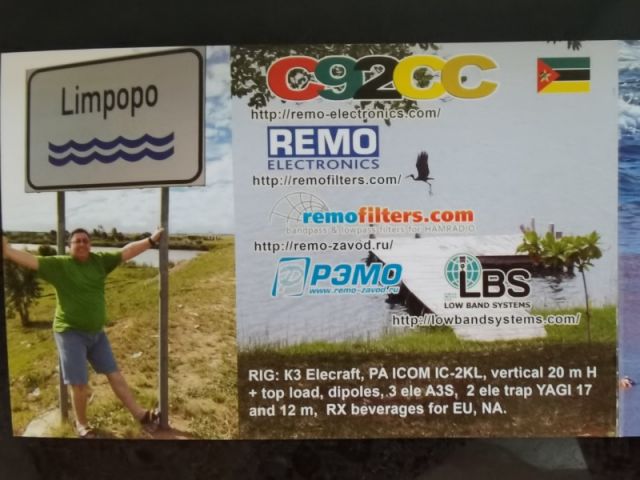 Limpopo
C92CC
http://remo-electronics.com/
REMO
ELECTRONICS
http://remofilters.com/
remofilters.com
bandpass & lowpass filters for HAMRADIO
http://remo-zavod.ru/
РЭМО
www.remo-zavod.ru
LBS
LOW BAND SYSTEMS
http://lowbandsystems.com/
RIG: K3 Elecraft, PA ICOM IC-2KL, vertical 20 m H
+ top load, dipoles, 3 ele A3S, 2 ele trap YAGI 17
and 12 m, RX beverages for EU, NA.